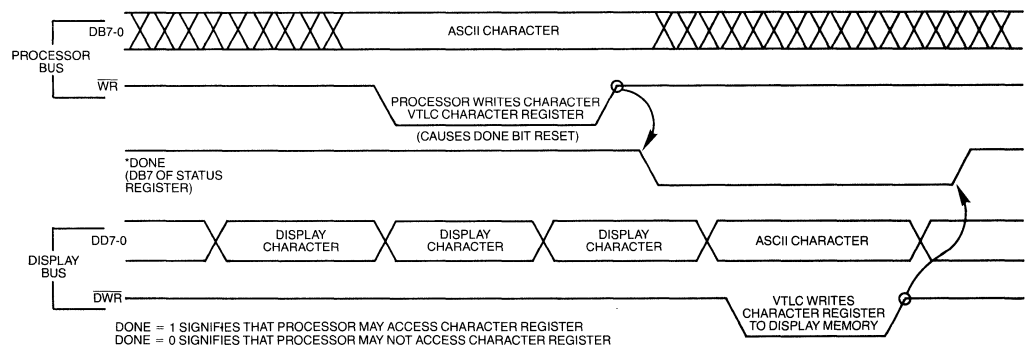 DB7-0
ASCII CHARACTER
PROCESSOR
BUS
WR
PROCESSOR WRITES CHARACTER
VTLC CHARACTER REGISTER
(CAUSES DONE BIT RESET)
*DONE
(DB7 OF STATUS
REGISTER)
DD7-0
DISPLAY
CHARACTER
DISPLAY
CHARACTER
DISPLAY
CHARACTER
ASCII CHARACTER
DISPLAY
BUS
DWR
VTLC WRITES
CHARACTER REGISTER
TO DISPLAY MEMORY
DONE = 1 SIGNIFIES THAT PROCESSOR MAY ACCESS CHARACTER REGISTER
DONE = 0 SIGNIFIES THAT PROCESSOR MAY NOT ACCESS CHARACTER REGISTER